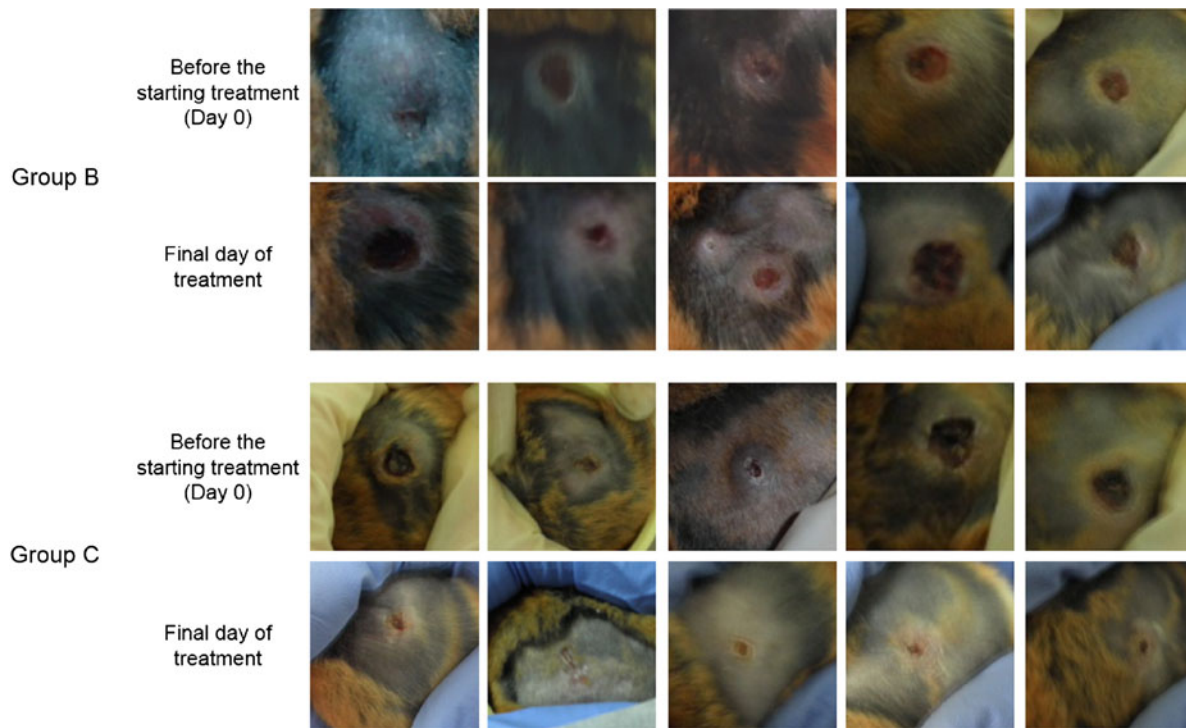 Before the
starting treatment
(Day 0)
Group B
Final day of
treatment
Before the
starting treatment
(Day 0)
Group C
Final day of
treatment